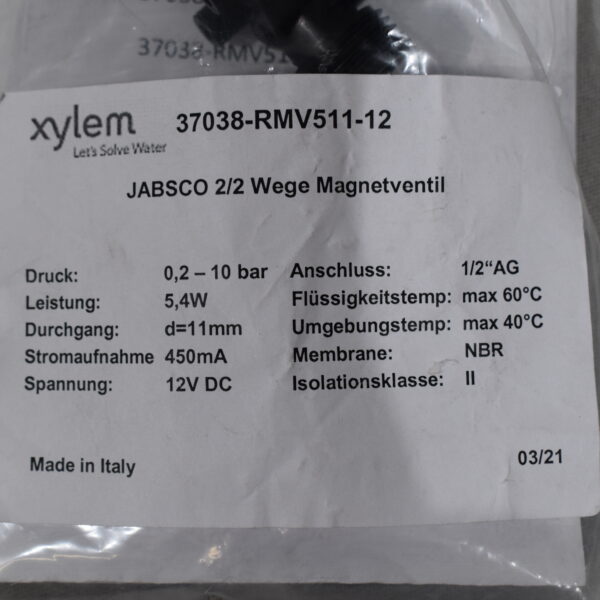 37038-RMV51
xylem
Let's Solve Water
37038-RMV511-12
JABSCO 2/2 Wege Magnetventil
Druck: 0,2 – 10 bar
Leistung: 5,4W
Durchgang: d=11mm
Stromaufnahme 450mA
Spannung: 12V DC
Anschluss: 1/2“AG
Flüssigkeitstemp: max 60°C
Umgebungstemp: max 40°C
Membrane: NBR
Isolationsklasse: II
Made in Italy
03/21